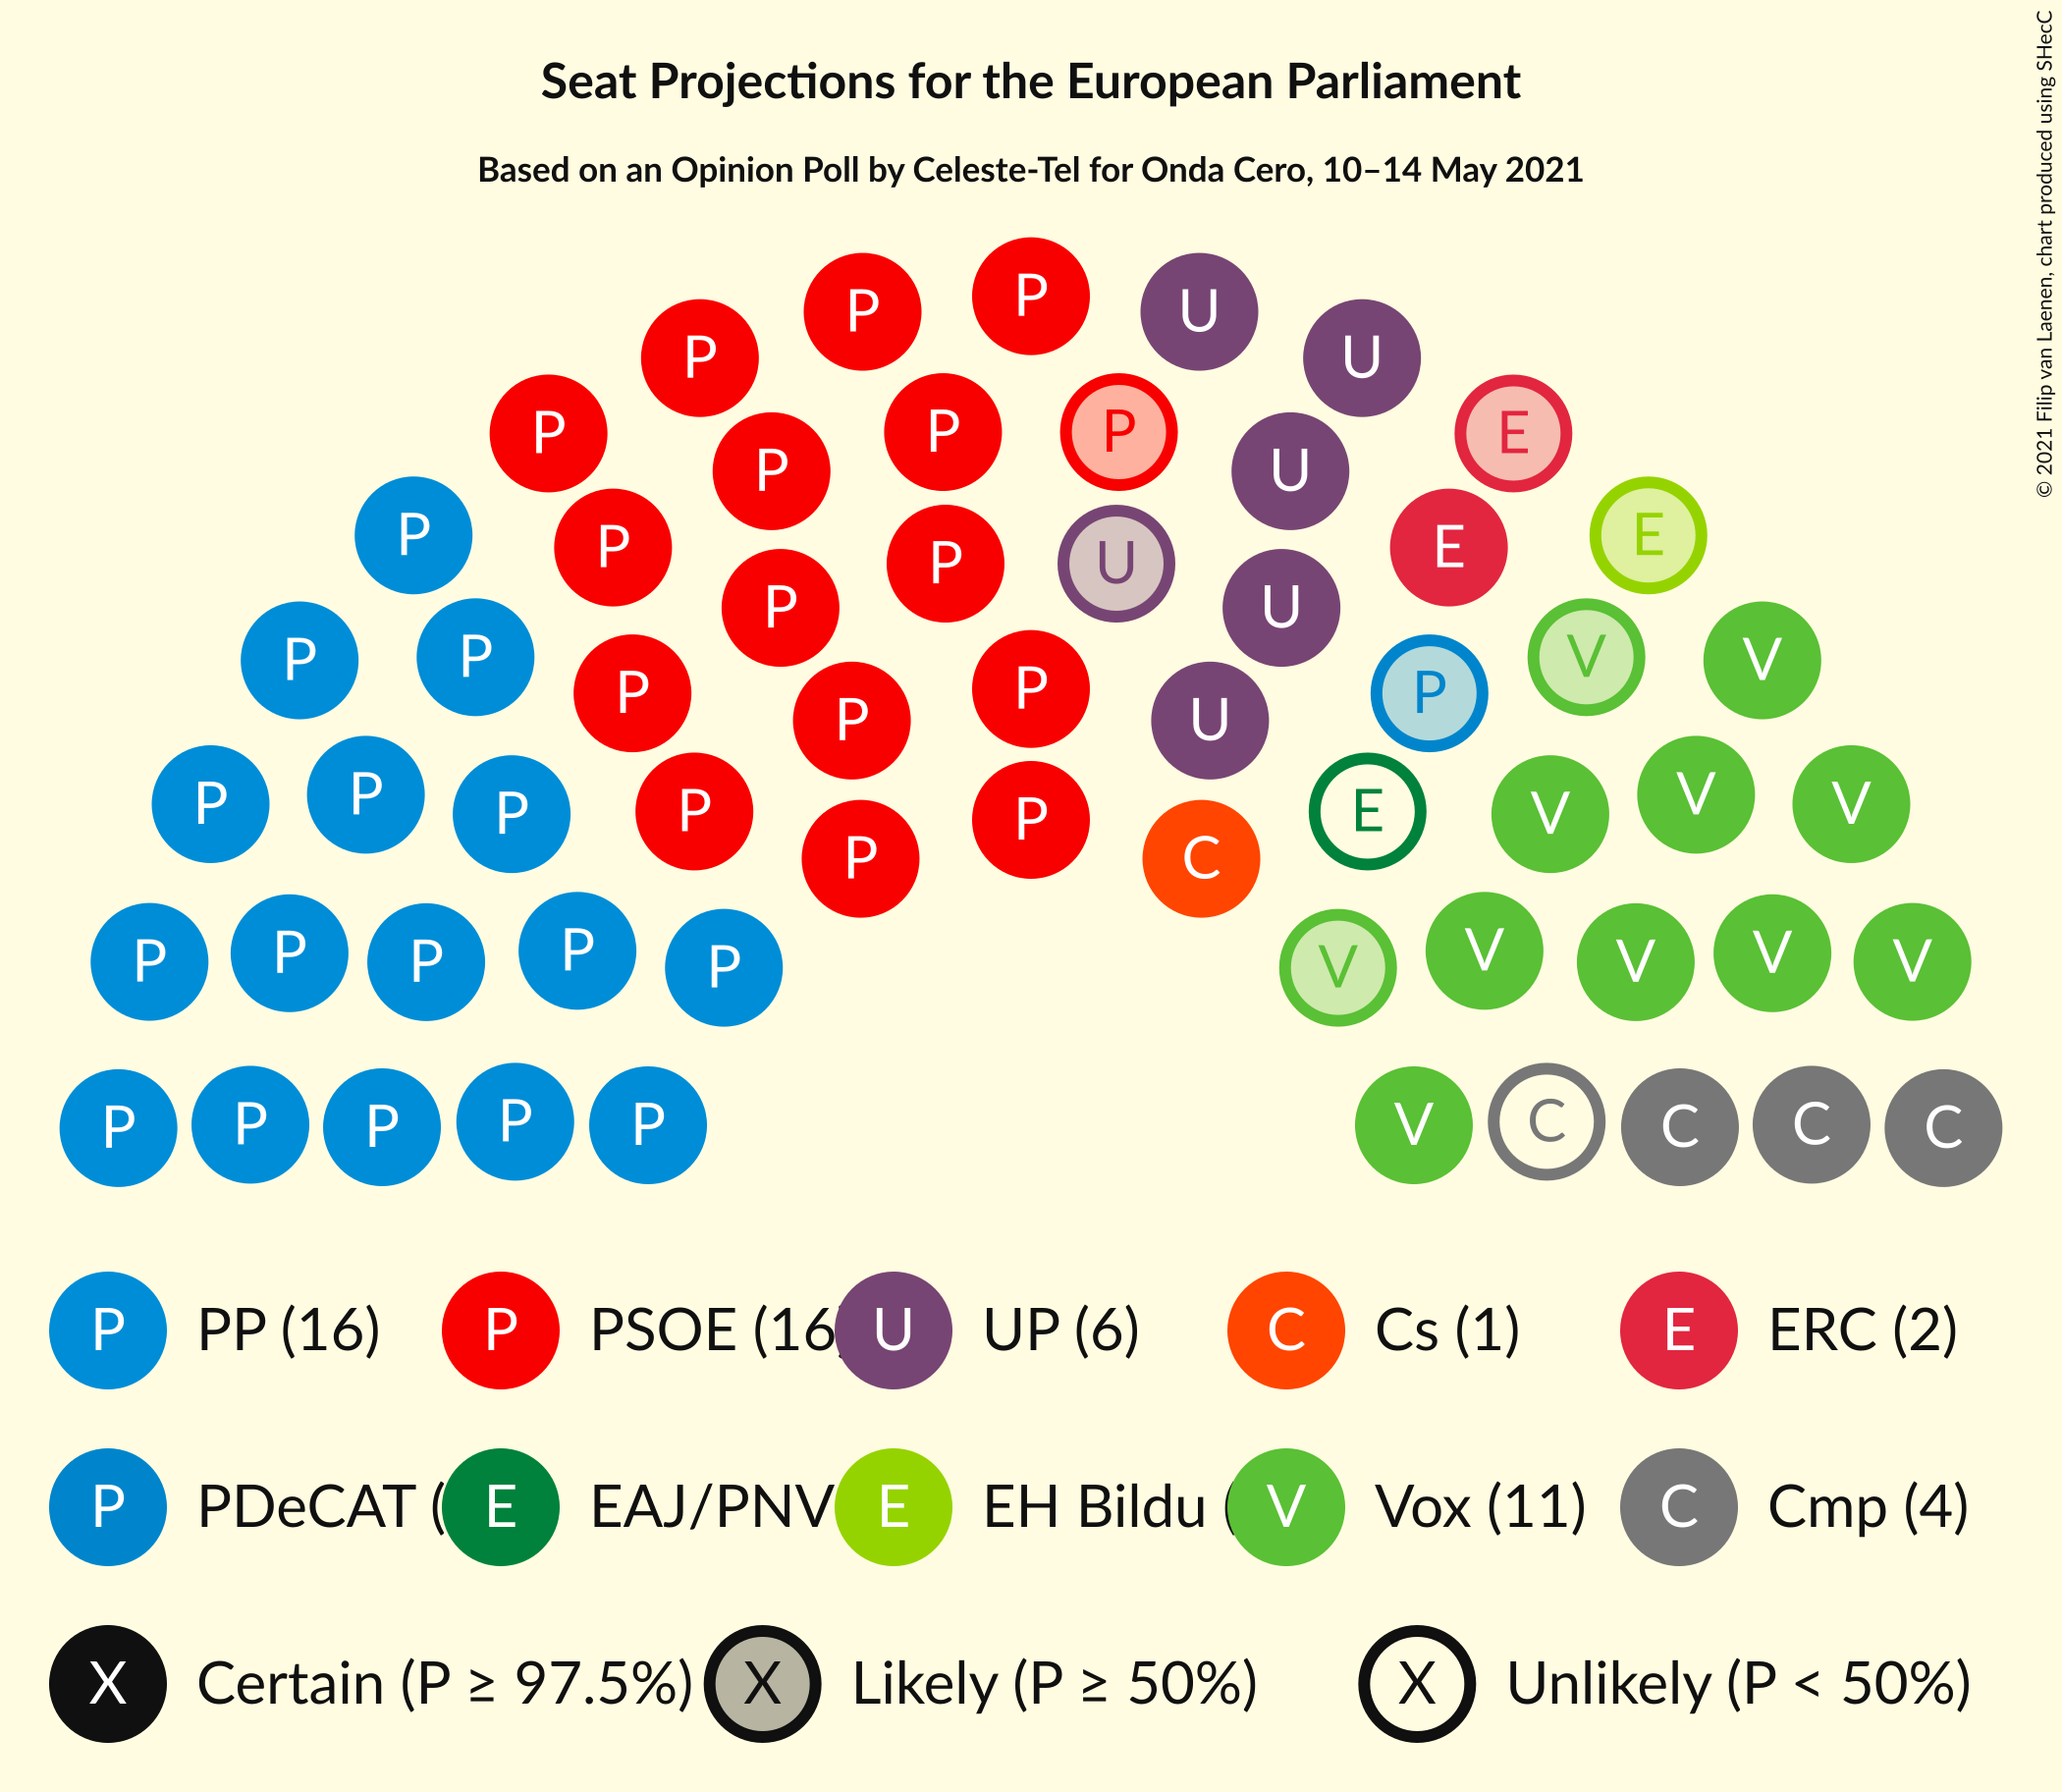 Seat Projections for the European Parliament
Based on an Opinion Poll by Celeste-Tel for Onda Cero, 10–14 May 2021
© 2021 Filip van Laenen, chart produced using SHecC
P P P U U
P P P P U E
P P P P U E E
P P P U U P V V
P P P P P U E V V V
P P P C
P P P P P V V V V V
P P P P P V C C C C
P PP (16) P PSOE (16) U UP (6) C Cs (1) E ERC (2)
P PDeCAT ( E EAJ/PNV E EH Bildu ( V Vox (11) C Cmp (4)
X Certain (P ≥ 97.5%) X Likely (P ≥ 50%) X Unlikely (P < 50%)